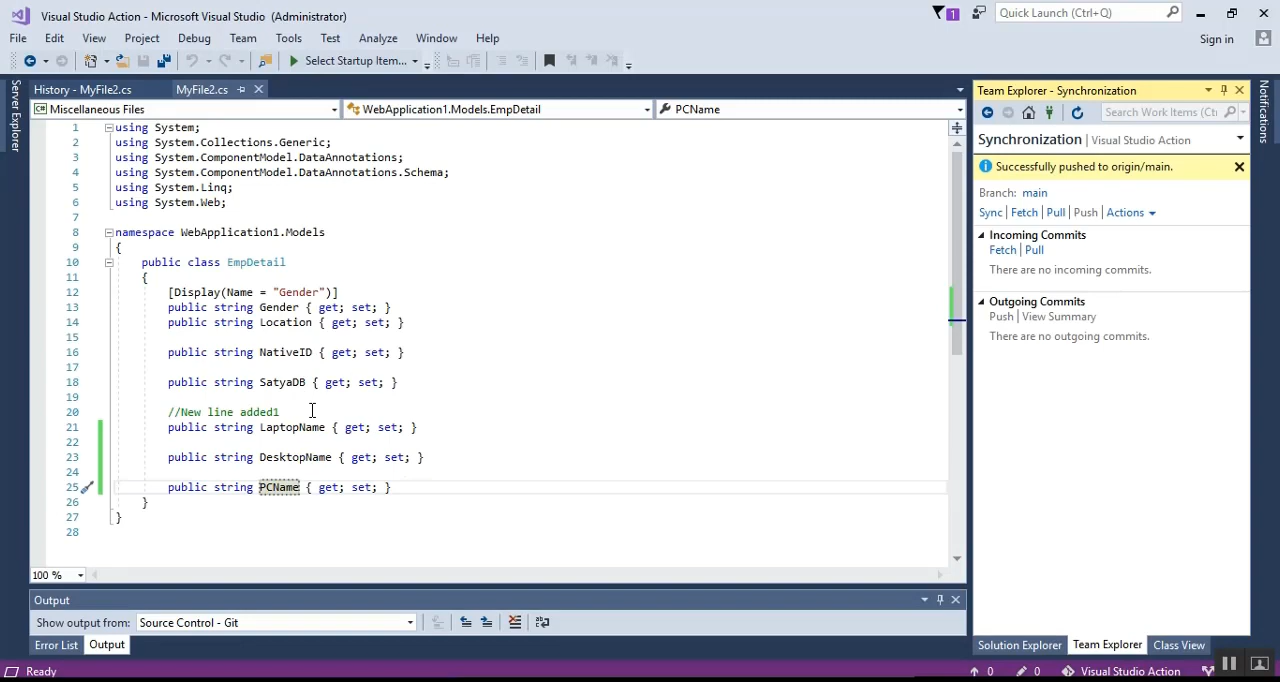 Visual Studio Action - Microsoft Visual Studio (Administrator)
1
Quick Launch (Ctrl+Q)
File Edit View Project Debug Team Tools Test Analyze Window Help
Sign in
Select Startup Item...
Server Explorer
History - MyFile2.cs MyFile2.cs
Miscellaneous Files WebApplication1.Models.EmpDetail PCName
1 using System;
2 using System.Collections.Generic;
3 using System.ComponentModel.DataAnnotations;
4 using System.ComponentModel.DataAnnotations.Schema;
5 using System.Linq;
6 using System.Web;
7
8 namespace WebApplication1.Models
9 {
10 public class EmpDetail
11 {
12 [Display(Name = "Gender")]
13 public string Gender { get; set; }
14 public string Location { get; set; }
15
16 public string NativeID { get; set; }
17
18 public string SatyaDB { get; set; }
19
20 //New line added1
21 public string LaptopName { get; set; }
22
23 public string DesktopName { get; set; }
24
25 public string PCName { get; set; }
26 }
27 }
28
100 %
Output
Show output from: Source Control - Git
Error List Output
Team Explorer - Synchronization
Search Work Items (Ctrl
Synchronization | Visual Studio Action
Successfully pushed to origin/main.
Branch: main
Sync | Fetch | Pull | Push | Actions
Incoming Commits
Fetch | Pull
There are no incoming commits.
Outgoing Commits
Push | View Summary
There are no outgoing commits.
Solution Explorer Team Explorer Class View
Notifications
Ready
0 0 Visual Studio Action